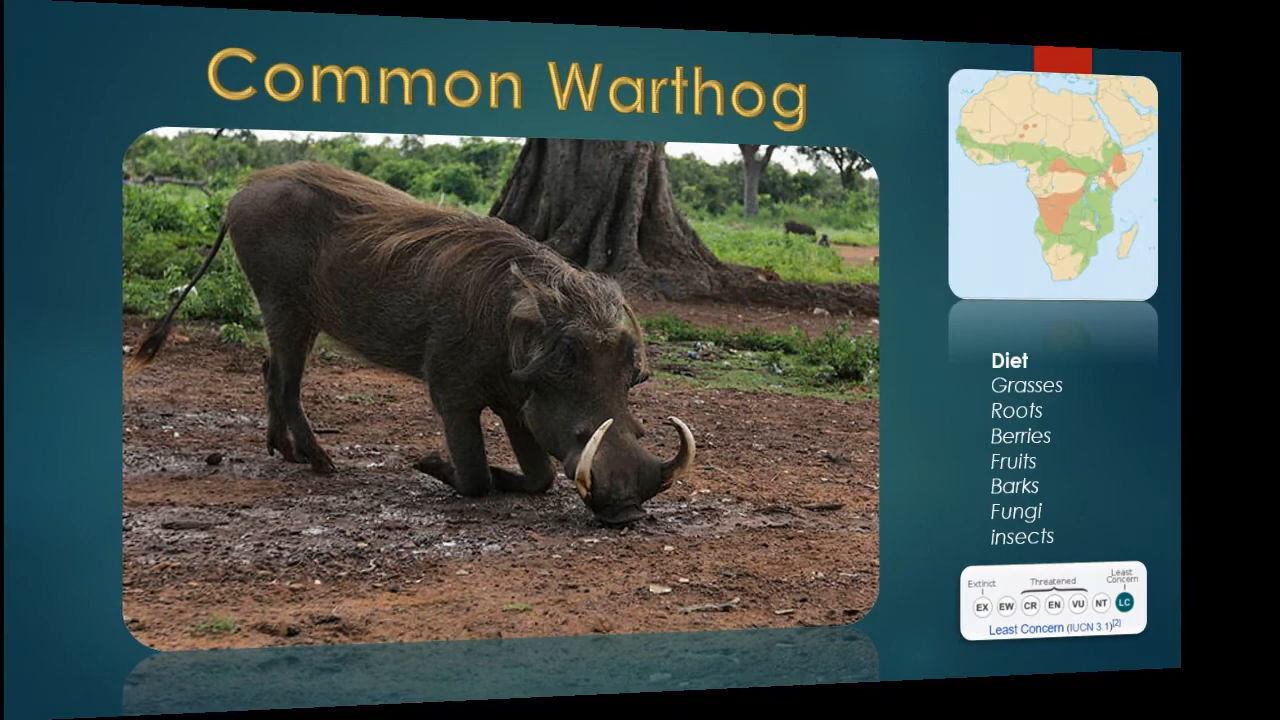 Common Warthog
Diet
Grasses
Roots
Berries
Fruits
Barks
Fungi
insects
Extinct Threatened Least Concern
EX EW CR EN VU NT LC
Least Concern (IUCN 3.1)[2]